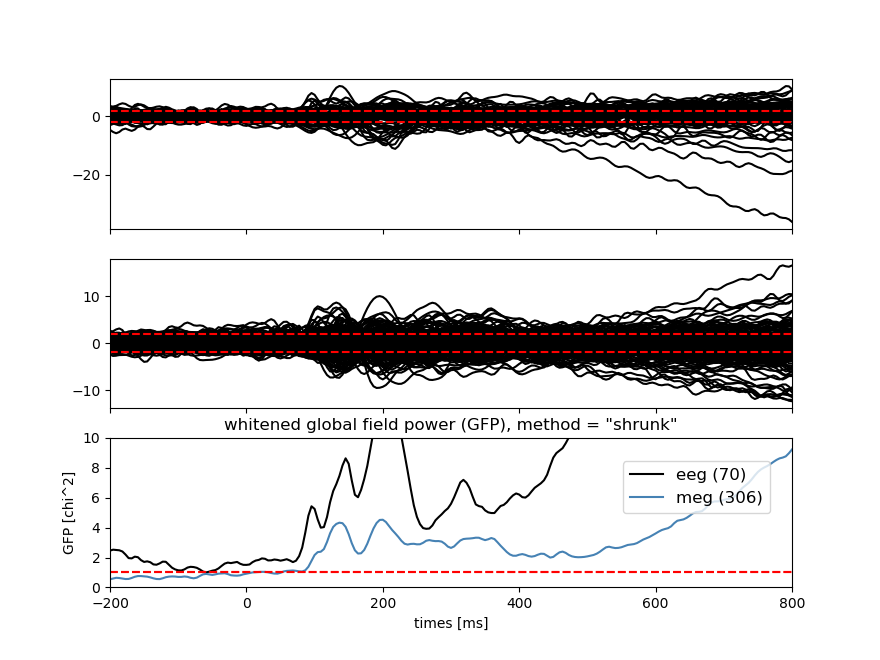 0
−20
10
0
−10
whitened global field power (GFP), method = "shrunk"
10
8
6
4
2
0
GFP [chi^2]
eeg (70)
meg (306)
−200 0 200 400 600 800
times [ms]